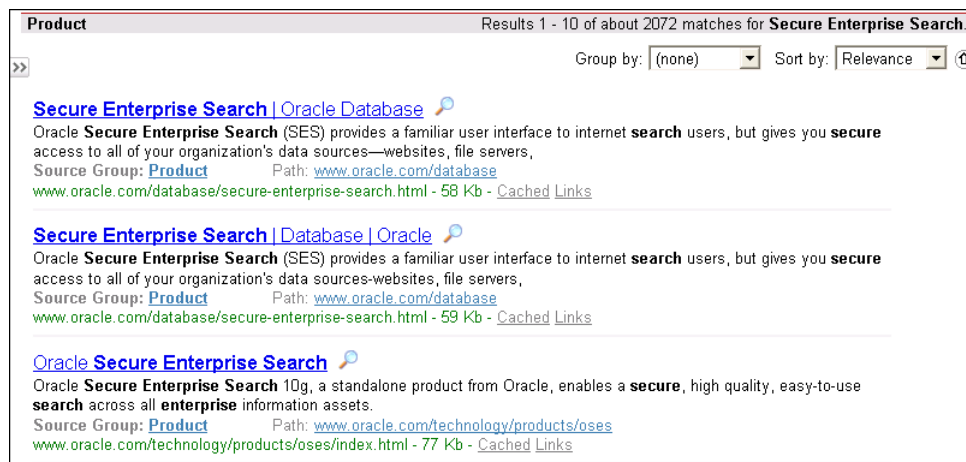 Product Results 1 - 10 of about 2072 matches for Secure Enterprise Search.
Group by: (none) Sort by: Relevance
>>
Secure Enterprise Search | Oracle Database
Oracle Secure Enterprise Search (SES) provides a familiar user interface to internet search users, but gives you secure
access to all of your organization's data sources—websites, file servers,
Source Group: Product Path: www.oracle.com/database
www.oracle.com/database/secure-enterprise-search.html - 58 Kb - Cached Links
Secure Enterprise Search | Database | Oracle
Oracle Secure Enterprise Search (SES) provides a familiar user interface to internet search users, but gives you secure
access to all of your organization's data sources-websites, file servers,
Source Group: Product Path: www.oracle.com/database
www.oracle.com/database/secure-enterprise-search.html - 59 Kb - Cached Links
Oracle Secure Enterprise Search
Oracle Secure Enterprise Search 10g, a standalone product from Oracle, enables a secure, high quality, easy-to-use
search across all enterprise information assets.
Source Group: Product Path: www.oracle.com/technology/products/oses
www.oracle.com/technology/products/oses/index.html - 77 Kb - Cached Links